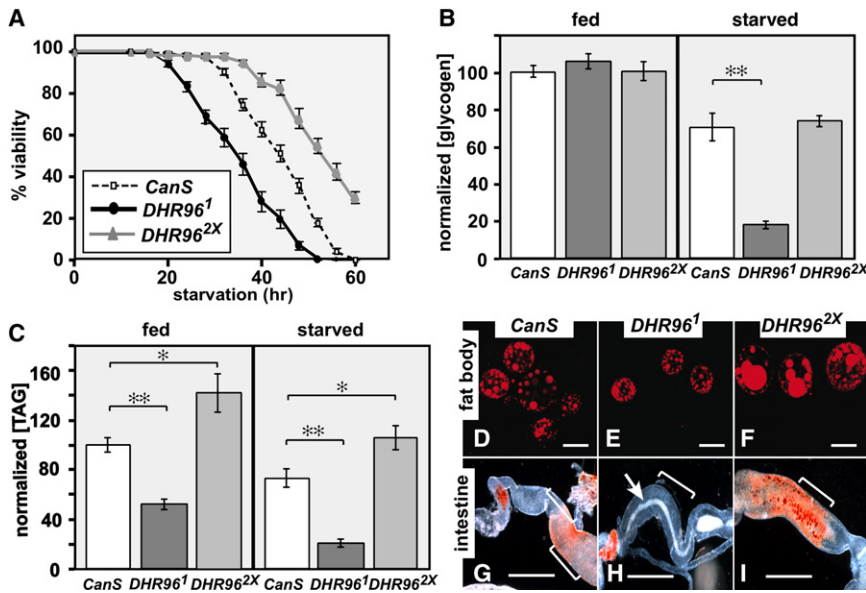 A
% viability
100
80
60
40
20
0
0
20
40
60
starvation (hr)
CanS
DHR96¹
DHR96²ˣ
B
fed
starved
normalized [glycogen]
120
100
80
60
40
20
0
**
CanS
DHR96¹
DHR96²ˣ
CanS
DHR96¹
DHR96²ˣ
C
fed
starved
normalized [TAG]
160
120
80
40
0
*
**
*
**
CanS
DHR96¹
DHR96²ˣ
CanS
DHR96¹
DHR96²ˣ
CanS
DHR96¹
DHR96²ˣ
fat body
D
E
F
intestine
G
H
I